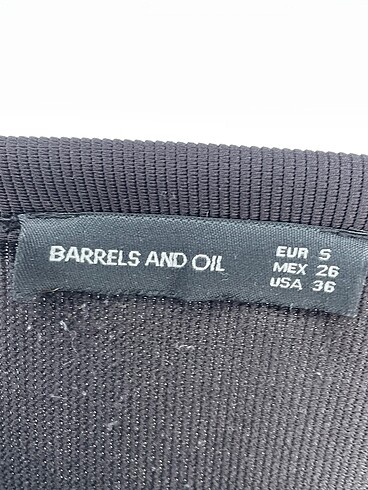 BARRELS AND OIL
EUR S
MEX 26
USA 36